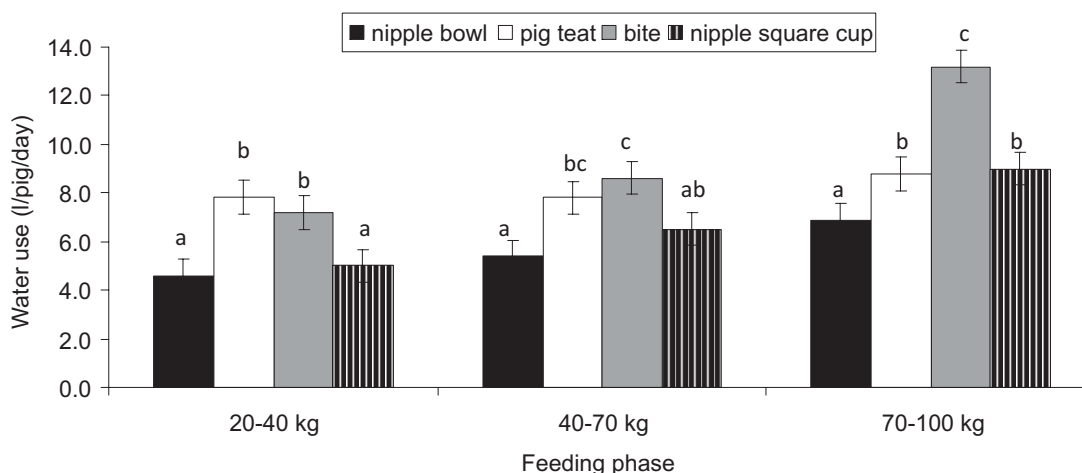 nipple bowl pig teat bite nipple square cup
14.0
12.0
10.0
8.0
6.0
4.0
2.0
0.0
Water use (l/pig/day)
a b b a
a bc c ab
a b c b
20-40 kg 40-70 kg 70-100 kg
Feeding phase